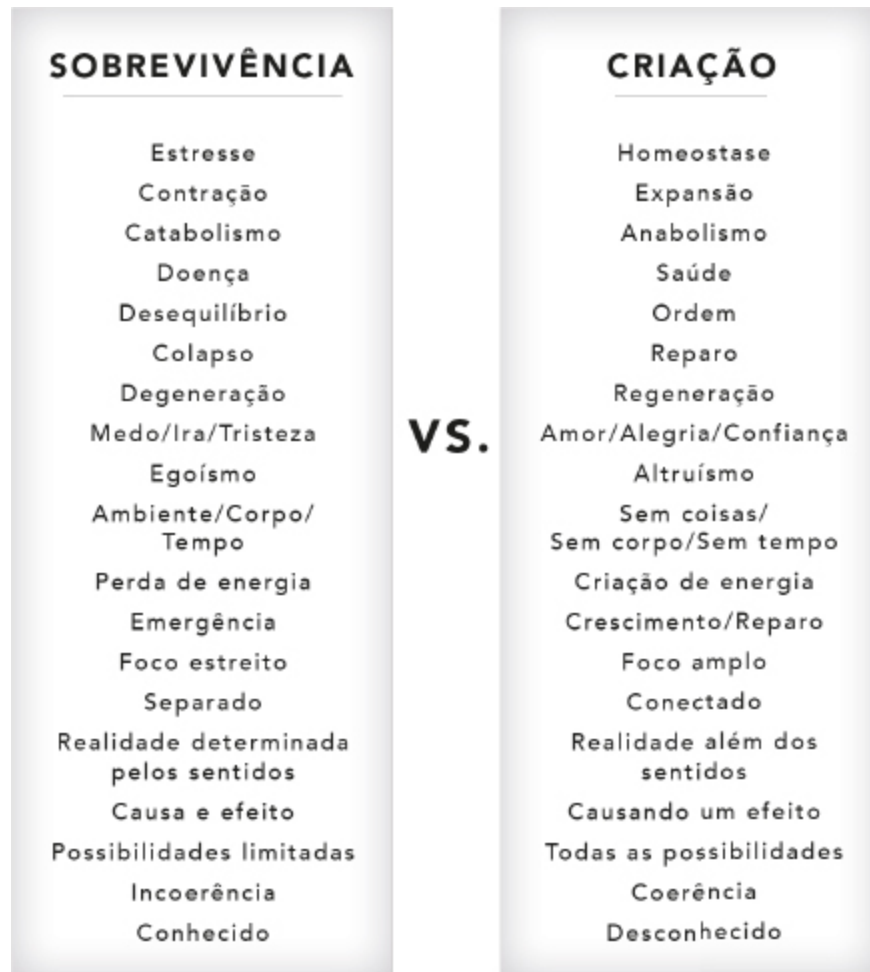 SOBREVIVÊNCIA
Estresse
Contração
Catabolismo
Doença
Desequilíbrio
Colapso
Degeneração
Medo/Ira/Tristeza
Egoísmo
Ambiente/Corpo/
Tempo
Perda de energia
Emergência
Foco estreito
Separado
Realidade determinada
pelos sentidos
Causa e efeito
Possibilidades limitadas
Incoerência
Conhecido
VS.
CRIAÇÃO
Homeostase
Expansão
Anabolismo
Saúde
Ordem
Reparo
Regeneração
Amor/Alegria/Confiança
Altruísmo
Sem coisas/
Sem corpo/Sem tempo
Criação de energia
Crescimento/Reparo
Foco amplo
Conectado
Realidade além dos
sentidos
Causando um efeito
Todas as possibilidades
Coerência
Desconhecido